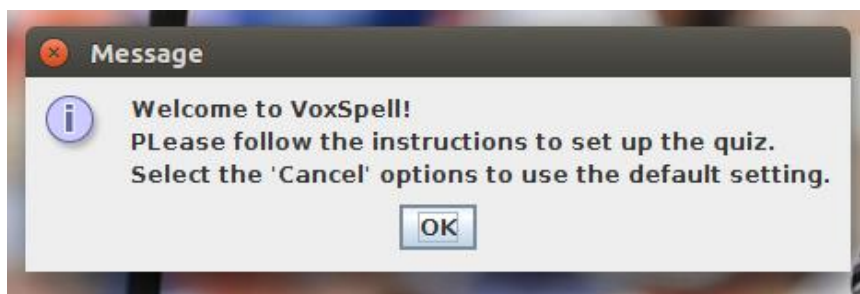 Message
Welcome to VoxSpell!
PLease follow the instructions to set up the quiz.
Select the 'Cancel' options to use the default setting.
OK